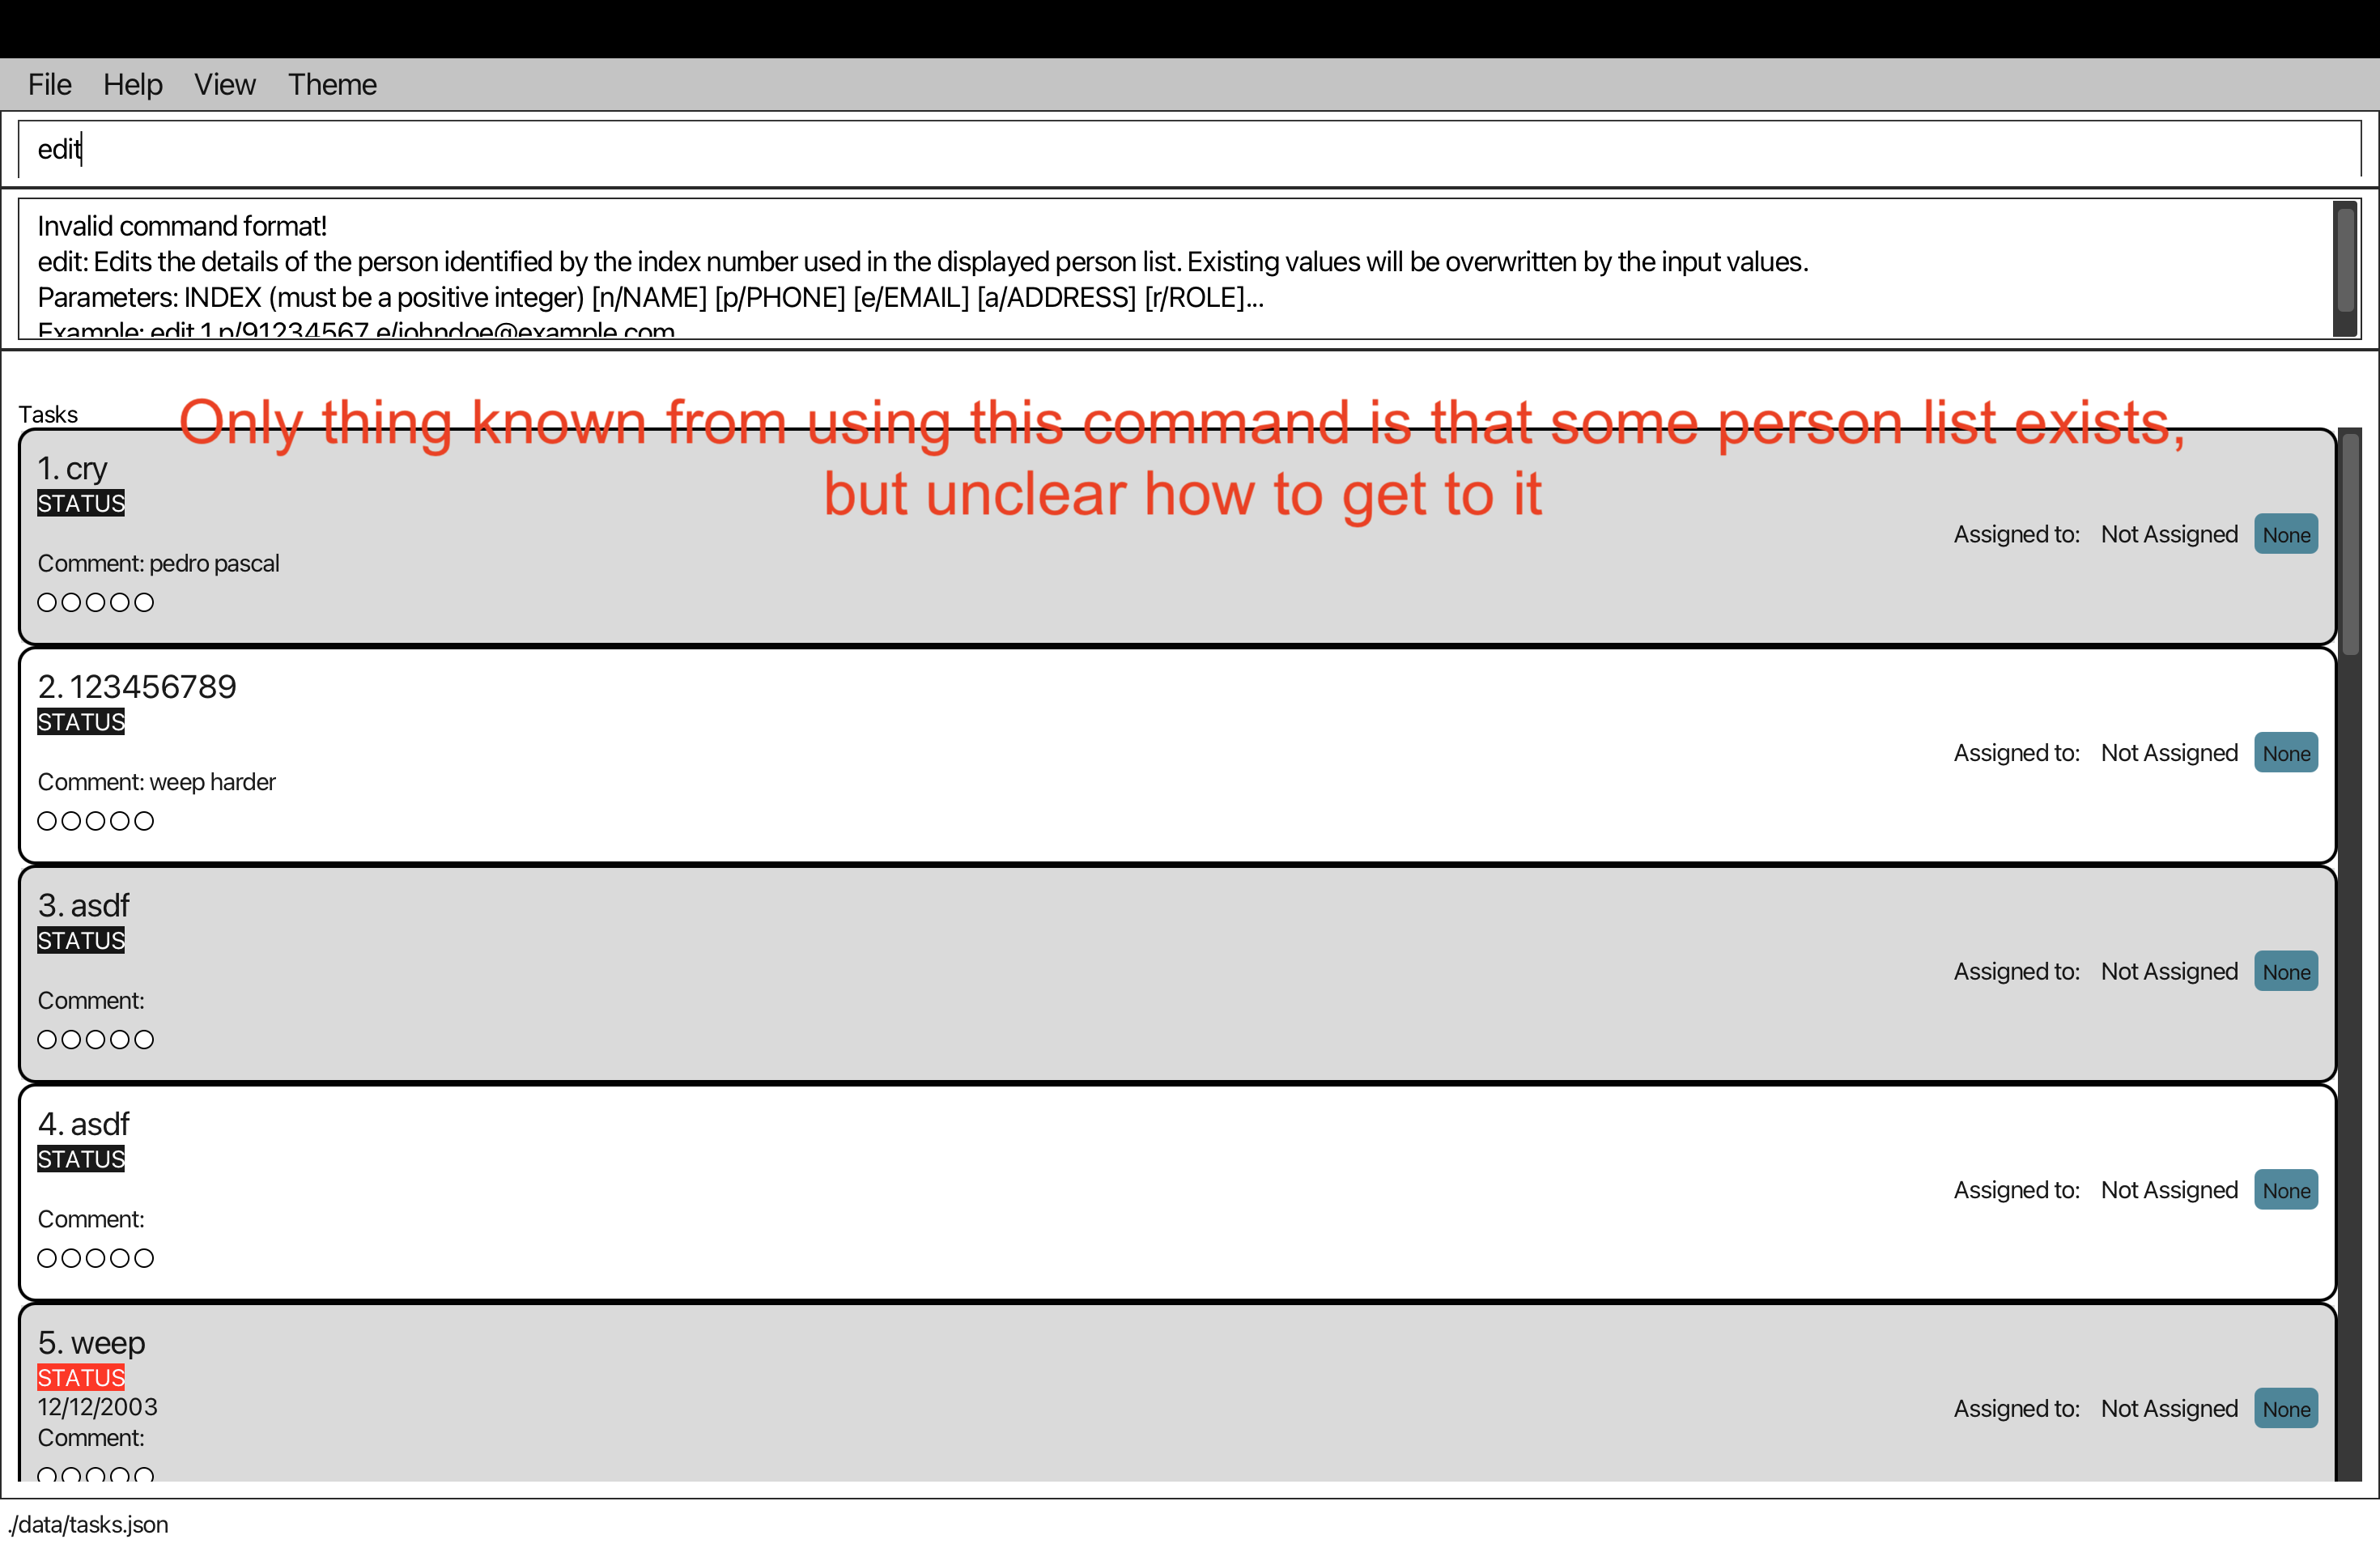 File Help View Theme
edit
Invalid command format!
edit: Edits the details of the person identified by the index number used in the displayed person list. Existing values will be overwritten by the input values.
Parameters: INDEX (must be a positive integer) [n/NAME] [p/PHONE] [e/EMAIL] [a/ADDRESS] [r/ROLE]...
Example: edit 1 p/91234567 e/johndoe@example.com
Tasks
Only thing known from using this command is that some person list exists,
but unclear how to get to it
1. cry
STATUS
Assigned to: Not Assigned None
Comment: pedro pascal
2. 123456789
STATUS
Assigned to: Not Assigned None
Comment: weep harder
3. asdf
STATUS
Assigned to: Not Assigned None
Comment:
4. asdf
STATUS
Assigned to: Not Assigned None
Comment:
5. weep
STATUS
12/12/2003
Assigned to: Not Assigned None
Comment:
./data/tasks.json